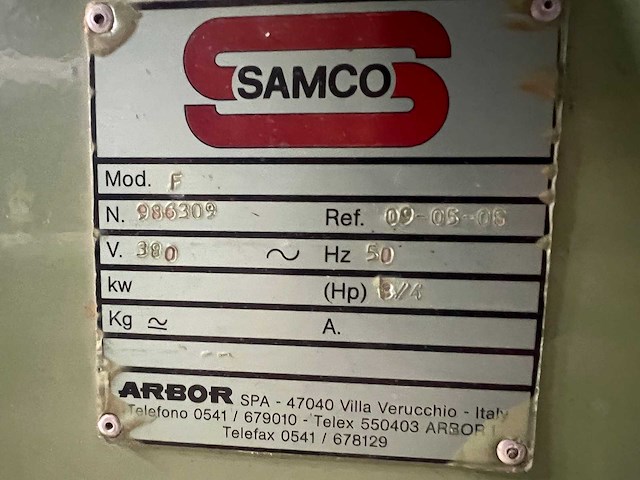 SAMCO
Mod. F
N. 986309 Ref. 09-05-06
V. 380 ~ Hz 50
kw (Hp) 3/4
Kg ≃ A.
ARBOR SPA - 47040 Villa Verucchio - Italy
Telefono 0541 / 679010 - Telex 550403 ARBOR I
Telefax 0541 / 678129